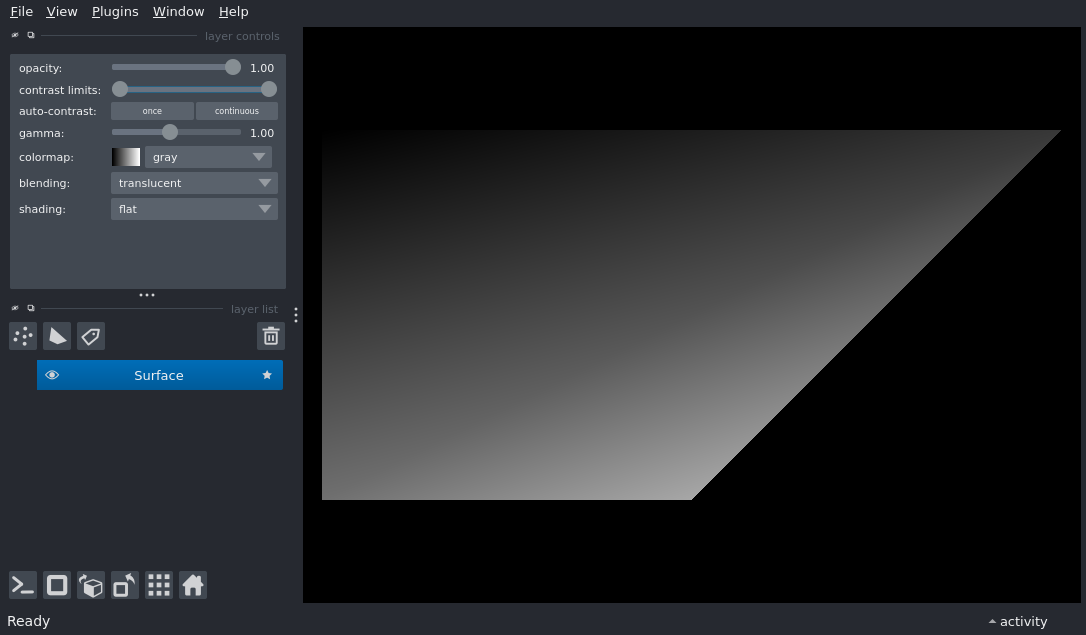 File View Plugins Window Help
layer controls
opacity: 1.00
contrast limits:
auto-contrast: once continuous
gamma: 1.00
colormap: gray
blending: translucent
shading: flat
layer list
Surface
Ready
activity